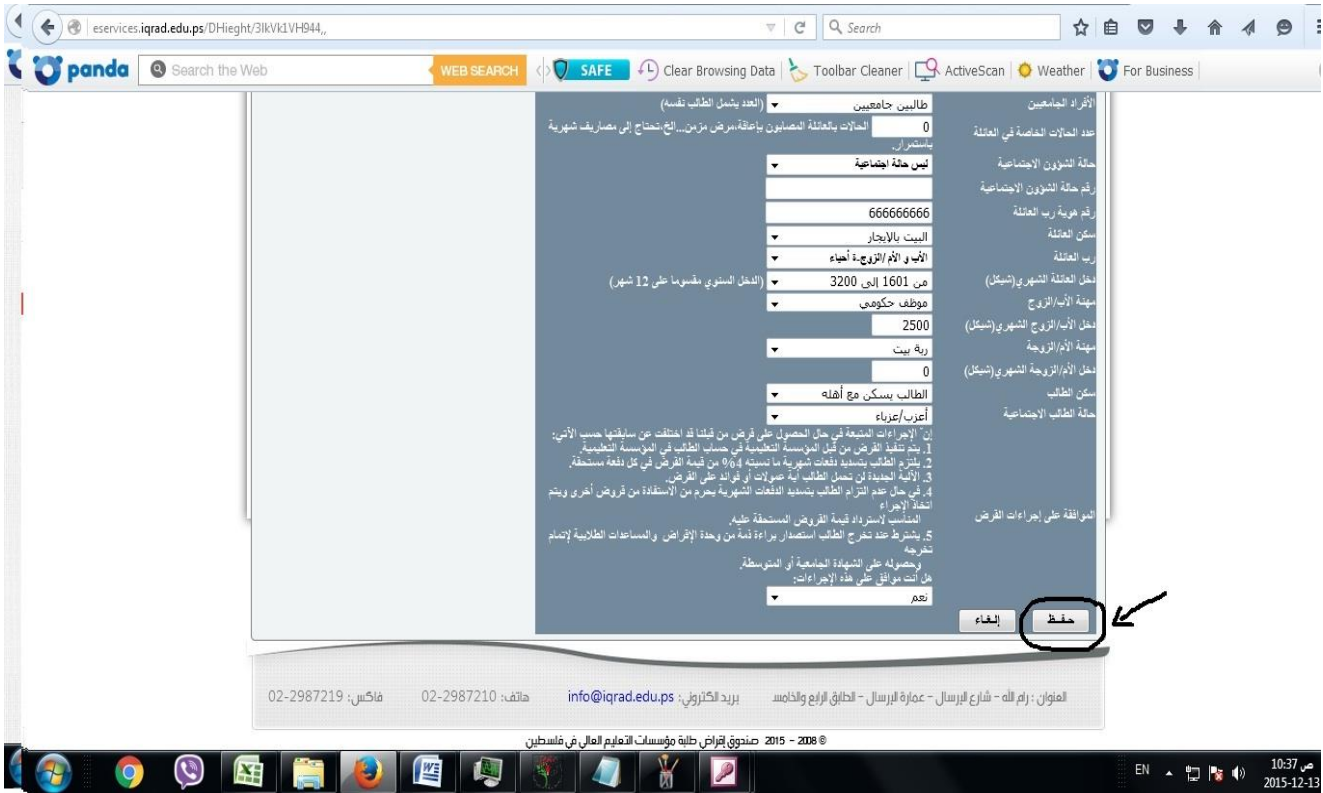 eservices.iqrad.edu.ps/DHieght/3IkVk1VH944,,
Search
panda
Search the Web
WEB SEARCH
SAFE
Clear Browsing Data
Toolbar Cleaner
ActiveScan
Weather
For Business
الأفراد الجامعيين
طالبين جامعيين
(العدد يشمل الطالب نفسه)
عدد الحالات الخاصة في العائلة
0
الحالات بالعائلة المصابون بإعاقة،مرض مزمن...الخ،تحتاج إلى مصاريف شهرية
باستمرار.
حالة الشؤون الاجتماعية
ليس حالة اجتماعية
رقم حالة الشؤون الاجتماعية
رقم هوية رب العائلة
666666666
سكن العائلة
البيت بالإيجار
رب العائلة
الأب و الأم /الزوج-ة أحياء
دخل العائلة الشهري(شيكل)
من 1601 إلى 3200
(الدخل السنوي مقسوما على 12 شهر)
مهنة الأب/الزوج
موظف حكومي
دخل الأب/الزوج الشهري(شيكل)
2500
مهنة الأم/الزوجة
ربة بيت
دخل الأم/الزوجة الشهري(شيكل)
0
سكن الطالب
الطالب يسكن مع أهله
حالة الطالب الاجتماعية
أعزب/عزباء
إن الإجراءات المتبعة في حال الحصول على قرض من قبلنا قد اختلفت عن سابقتها حسب الآتي:
1. يتم تنفيذ القرض من قبل المؤسسة التعليمية في حساب الطالب في المؤسسة التعليمية.
2. يلتزم الطالب بتسديد دفعات شهرية ما نسبته 4% من قيمة القرض في كل دفعة مستحقة.
3. الآلية الجديدة لن تحمل الطالب أية عمولات أو فوائد على القرض.
4. في حال عدم التزام الطالب بتسديد الدفعات الشهرية يحرم من الاستفادة من قروض أخرى ويتم
اتخاذ الإجراء
المناسب لاسترداد قيمة القروض المستحقة عليه.
الموافقة على إجراءات القرض
5. يشترط عند تخرج الطالب استصدار براءة ذمة من وحدة الإقراض والمساعدات الطلابية لإتمام
تخرجه
وحصوله على الشهادة الجامعية أو المتوسطة.
هل أنت موافق على هذه الإجراءات:
نعم
حفظ
إلغاء
العنوان : رام الله - شارع الإرسال - عمارة الإرسال - الطابق الرابع والخامس
بريد الكتروني: info@iqrad.edu.ps
هاتف: 02-2987210
فاكس: 02-2987219
© 2008 - 2015 صندوق إقراض طلبة مؤسسات التعليم العالي في فلسطين
EN
10:37 ص
2015-12-13